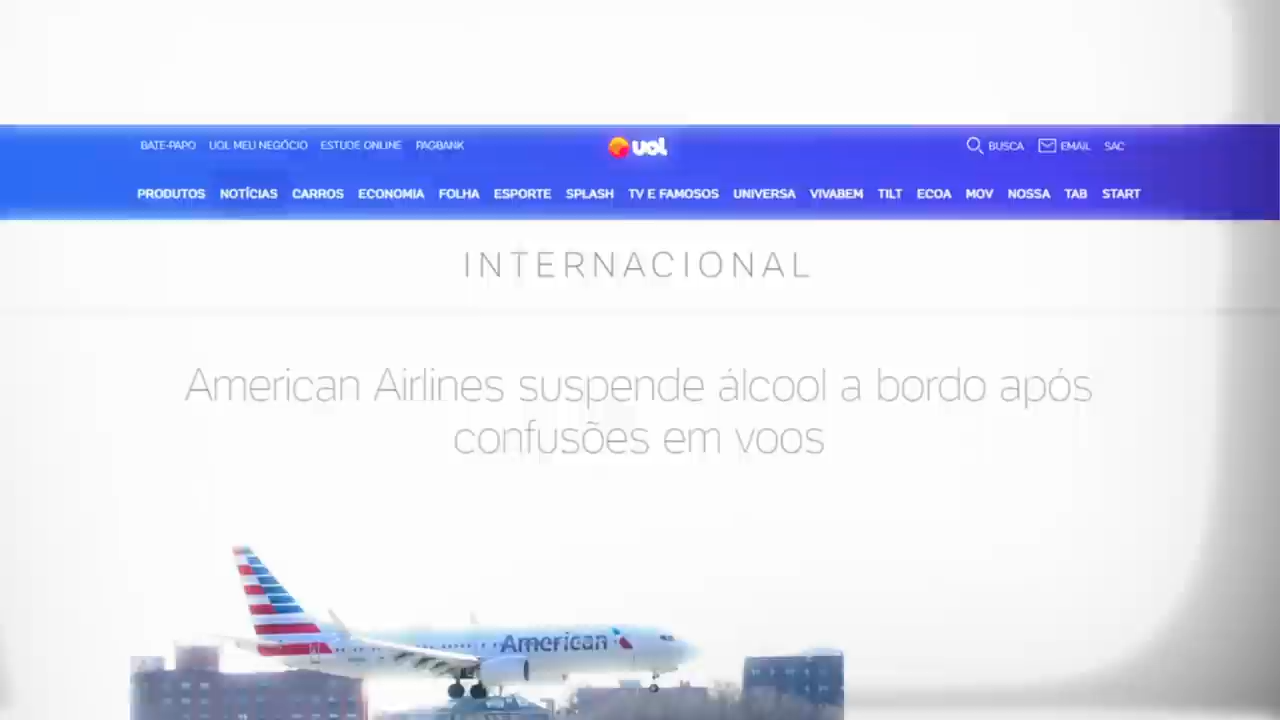 BATE-PAPO UOL MEU NEGÓCIO ESTUDE ONLINE PAGBANK uol BUSCA EMAIL SAC
PRODUTOS NOTÍCIAS CARROS ECONOMIA FOLHA ESPORTE SPLASH TV E FAMOSOS UNIVERSA VIVABEM TILT ECOA MOV NOSSA TAB START
INTERNACIONAL
American Airlines suspende álcool a bordo após
confusões em voos
American